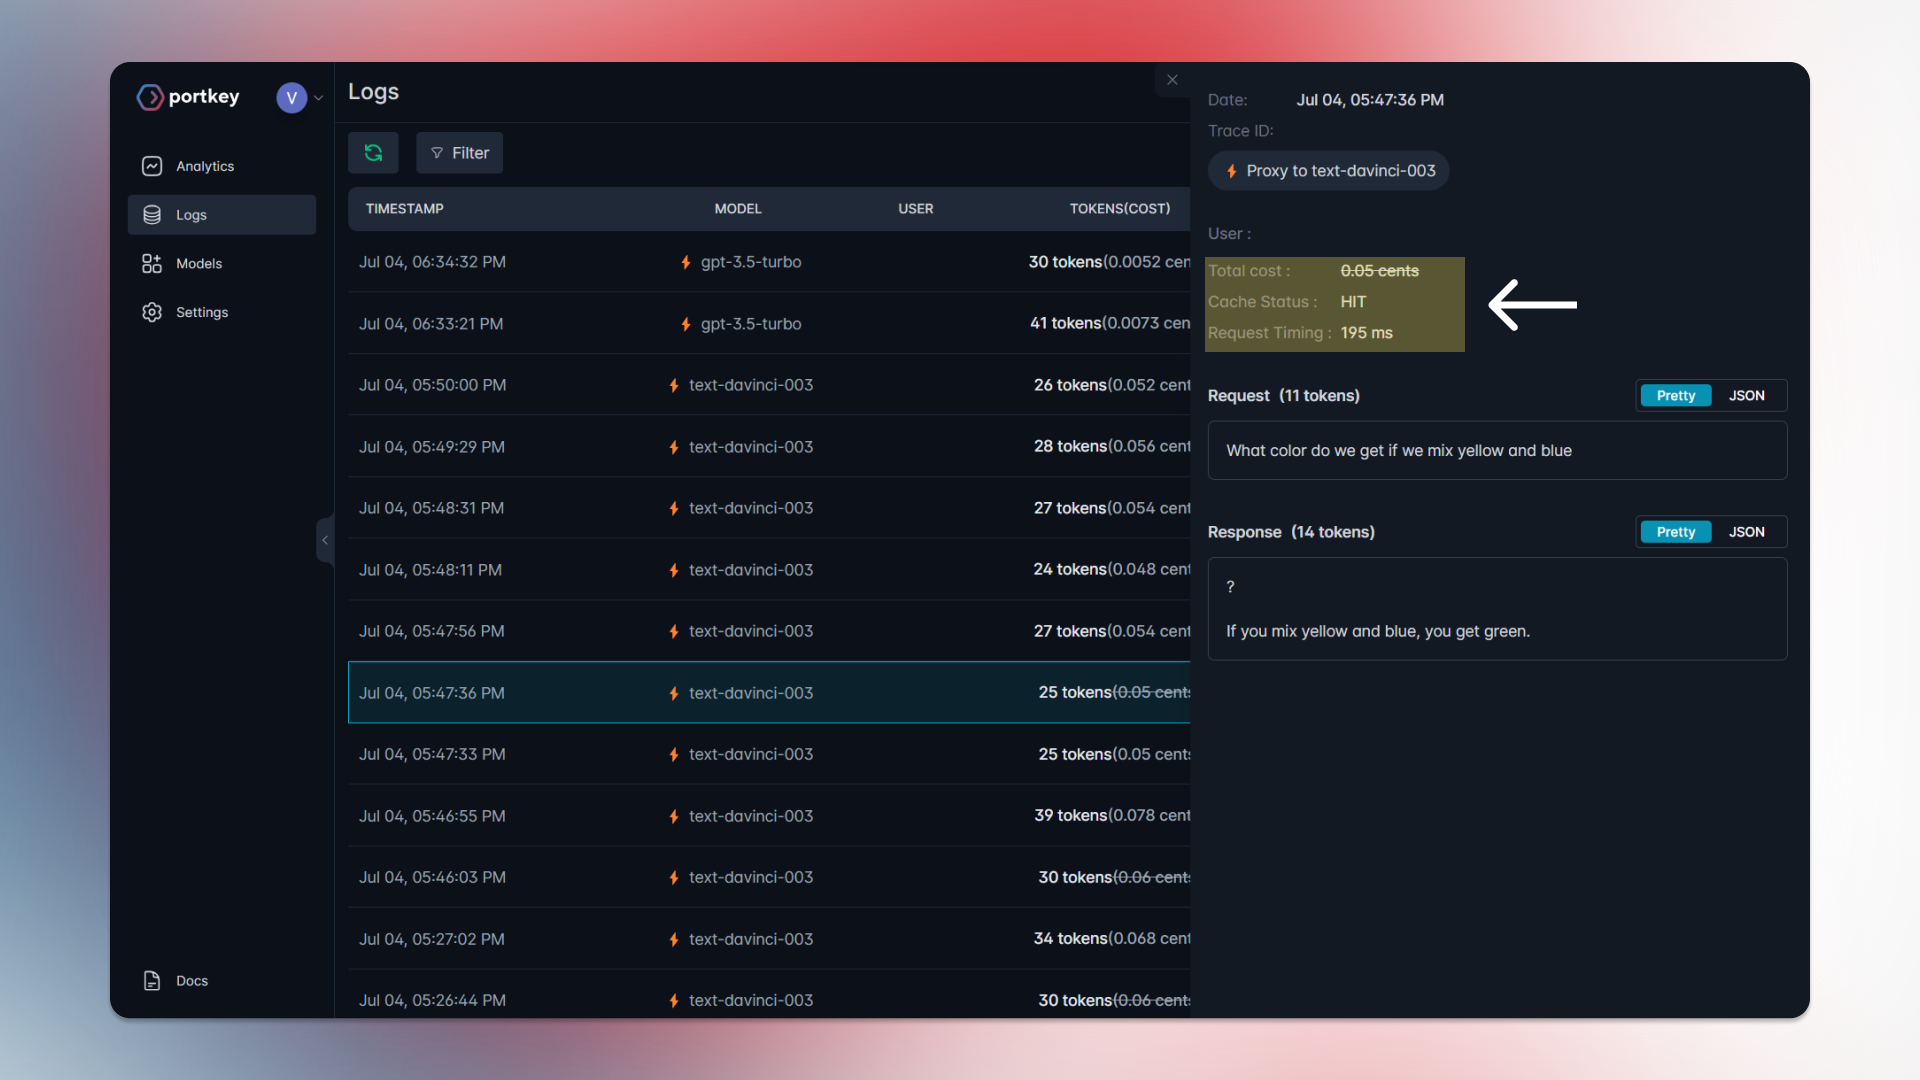 portkey
V
Analytics
Logs
Models
Settings
Docs
Logs
Filter
TIMESTAMP MODEL USER TOKENS(COST)
Jul 04, 06:34:32 PM gpt-3.5-turbo 30 tokens(0.0052 cen
Jul 04, 06:33:21 PM gpt-3.5-turbo 41 tokens(0.0073 cen
Jul 04, 05:50:00 PM text-davinci-003 26 tokens(0.052 cent
Jul 04, 05:49:29 PM text-davinci-003 28 tokens(0.056 cent
Jul 04, 05:48:31 PM text-davinci-003 27 tokens(0.054 cent
Jul 04, 05:48:11 PM text-davinci-003 24 tokens(0.048 cent
Jul 04, 05:47:56 PM text-davinci-003 27 tokens(0.054 cent
Jul 04, 05:47:36 PM text-davinci-003 25 tokens(0.05 cents
Jul 04, 05:47:33 PM text-davinci-003 25 tokens(0.05 cents
Jul 04, 05:46:55 PM text-davinci-003 39 tokens(0.078 cent
Jul 04, 05:46:03 PM text-davinci-003 30 tokens(0.06 cents
Jul 04, 05:27:02 PM text-davinci-003 34 tokens(0.068 cent
Jul 04, 05:26:44 PM text-davinci-003 30 tokens(0.06 cents
Date: Jul 04, 05:47:36 PM
Trace ID:
Proxy to text-davinci-003
User :
Total cost : 0.05 cents
Cache Status : HIT
Request Timing : 195 ms
Request (11 tokens) Pretty JSON
What color do we get if we mix yellow and blue
Response (14 tokens) Pretty JSON
?
If you mix yellow and blue, you get green.